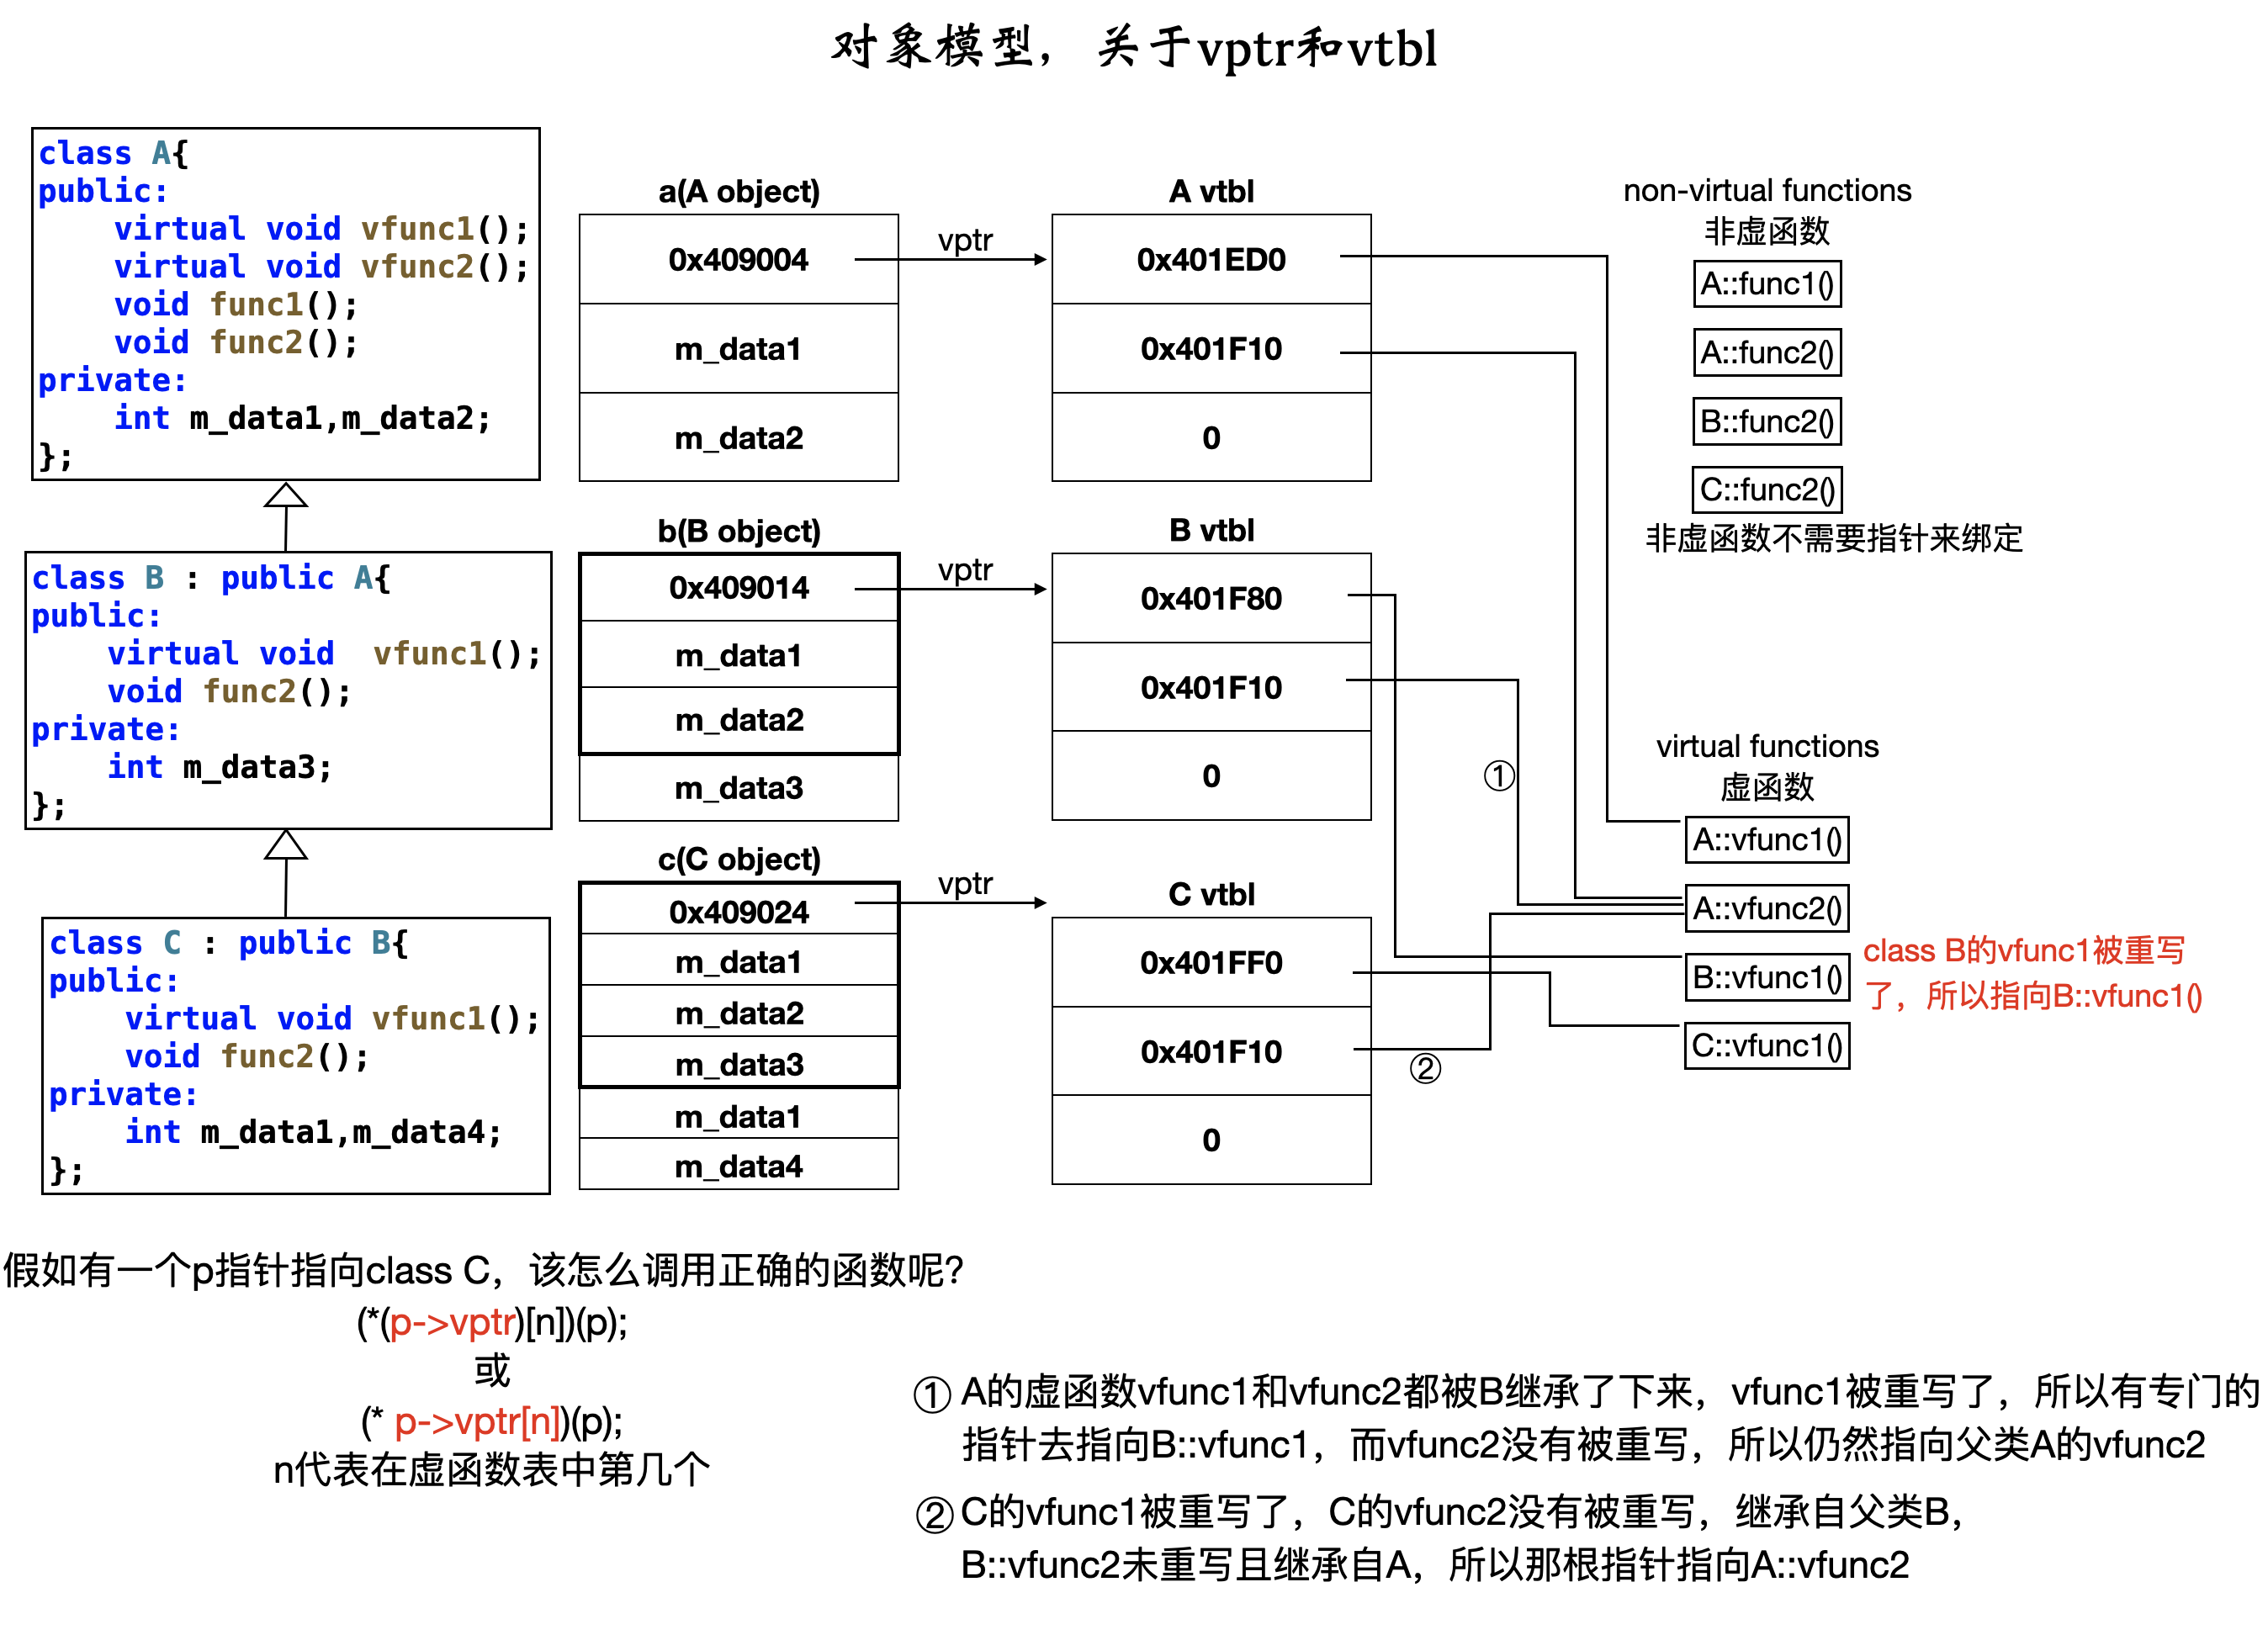 对象模型，关于vptr和vtbl
class A{
public:
    virtual void vfunc1();
    virtual void vfunc2();
    void func1();
    void func2();
private:
    int m_data1,m_data2;
};
class B : public A{
public:
    virtual void  vfunc1();
    void func2();
private:
    int m_data3;
};
class C : public B{
public:
    virtual void vfunc1();
    void func2();
private:
    int m_data1,m_data4;
};
a(A object)
0x409004
m_data1
m_data2
vptr
A vtbl
0x401ED0
0x401F10
0
b(B object)
0x409014
m_data1
m_data2
m_data3
vptr
B vtbl
0x401F80
0x401F10
0
c(C object)
0x409024
m_data1
m_data2
m_data3
m_data1
m_data4
vptr
C vtbl
0x401FF0
0x401F10
0
①
②
non-virtual functions
非虚函数
A::func1()
A::func2()
B::func2()
C::func2()
非虚函数不需要指针来绑定
virtual functions
虚函数
A::vfunc1()
A::vfunc2()
B::vfunc1()
C::vfunc1()
class B的vfunc1被重写
了，所以指向B::vfunc1()
假如有一个p指针指向class C，该怎么调用正确的函数呢？
(*(p->vptr)[n])(p);
或
(* p->vptr[n])(p);
n代表在虚函数表中第几个
① A的虚函数vfunc1和vfunc2都被B继承了下来，vfunc1被重写了，所以有专门的
指针去指向B::vfunc1，而vfunc2没有被重写，所以仍然指向父类A的vfunc2
② C的vfunc1被重写了，C的vfunc2没有被重写，继承自父类B，
B::vfunc2未重写且继承自A，所以那根指针指向A::vfunc2